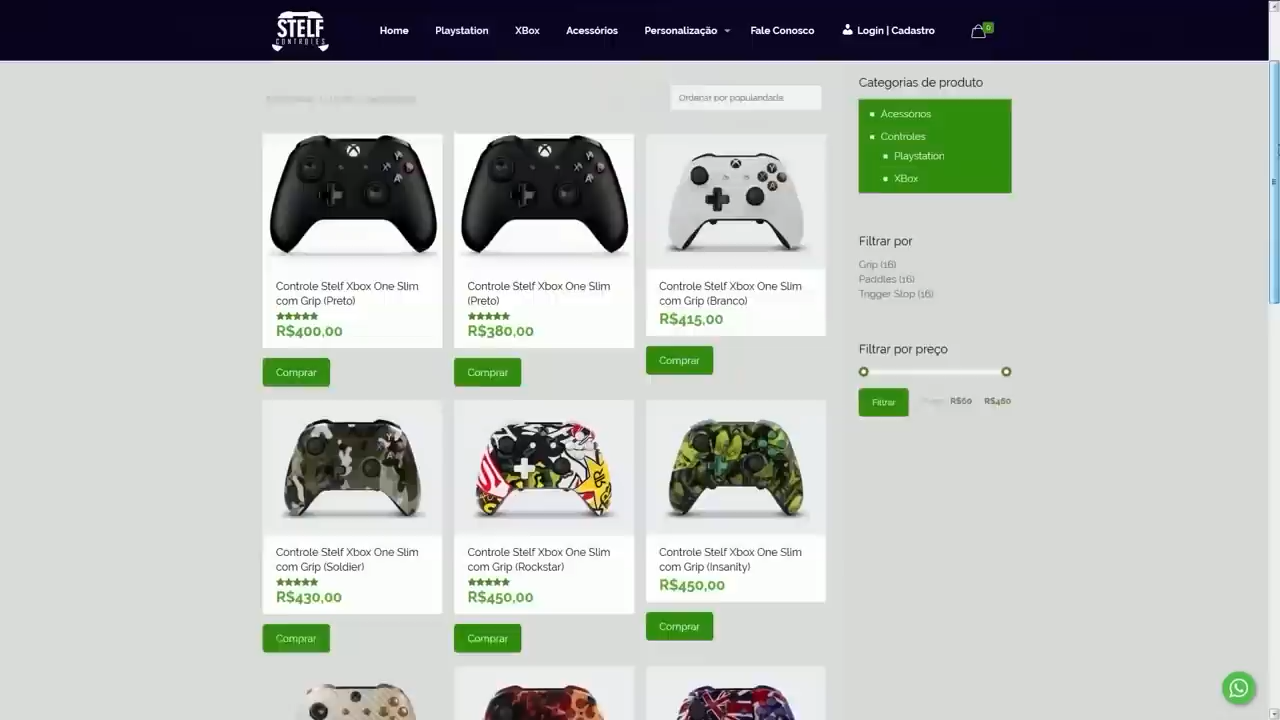 STELF
CONTROLES
Home
Playstation
XBox
Acessórios
Personalização
Fale Conosco
Login | Cadastro
0
Ordenar por popularidade
Categorias de produto
Acessórios
Controles
Playstation
XBox
Controle Stelf Xbox One Slim
com Grip (Preto)
R$400,00
Comprar
Controle Stelf Xbox One Slim
(Preto)
R$380,00
Comprar
Controle Stelf Xbox One Slim
com Grip (Branco)
R$415,00
Comprar
Filtrar por
Grip (16)
Paddles (16)
Trigger Stop (16)
Filtrar por preço
Filtrar
R$60
R$460
Controle Stelf Xbox One Slim
com Grip (Soldier)
R$430,00
Comprar
Controle Stelf Xbox One Slim
com Grip (Rockstar)
R$450,00
Comprar
Controle Stelf Xbox One Slim
com Grip (Insanity)
R$450,00
Comprar